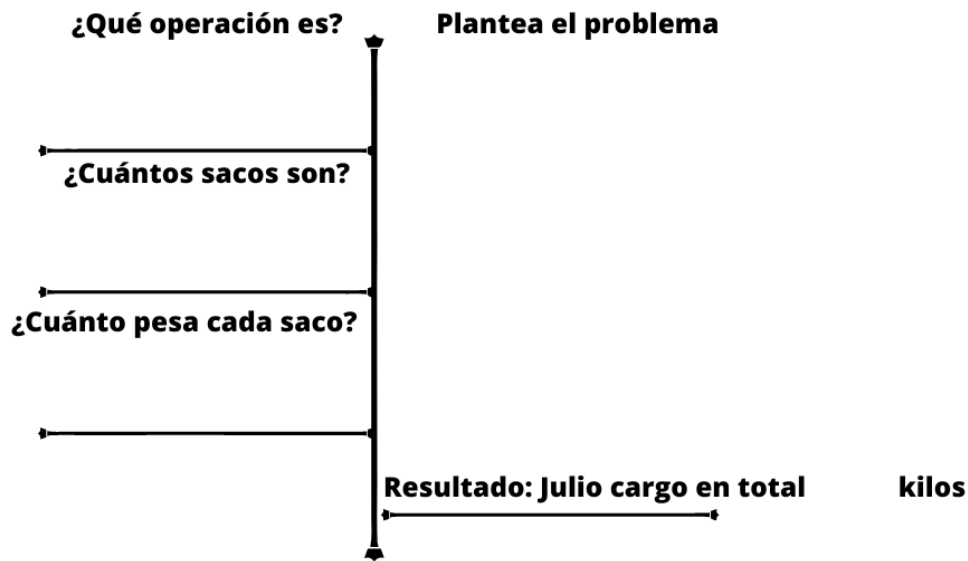 ¿Qué operación es?
Plantea el problema
¿Cuántos sacos son?
¿Cuánto pesa cada saco?
Resultado: Julio cargo en total kilos